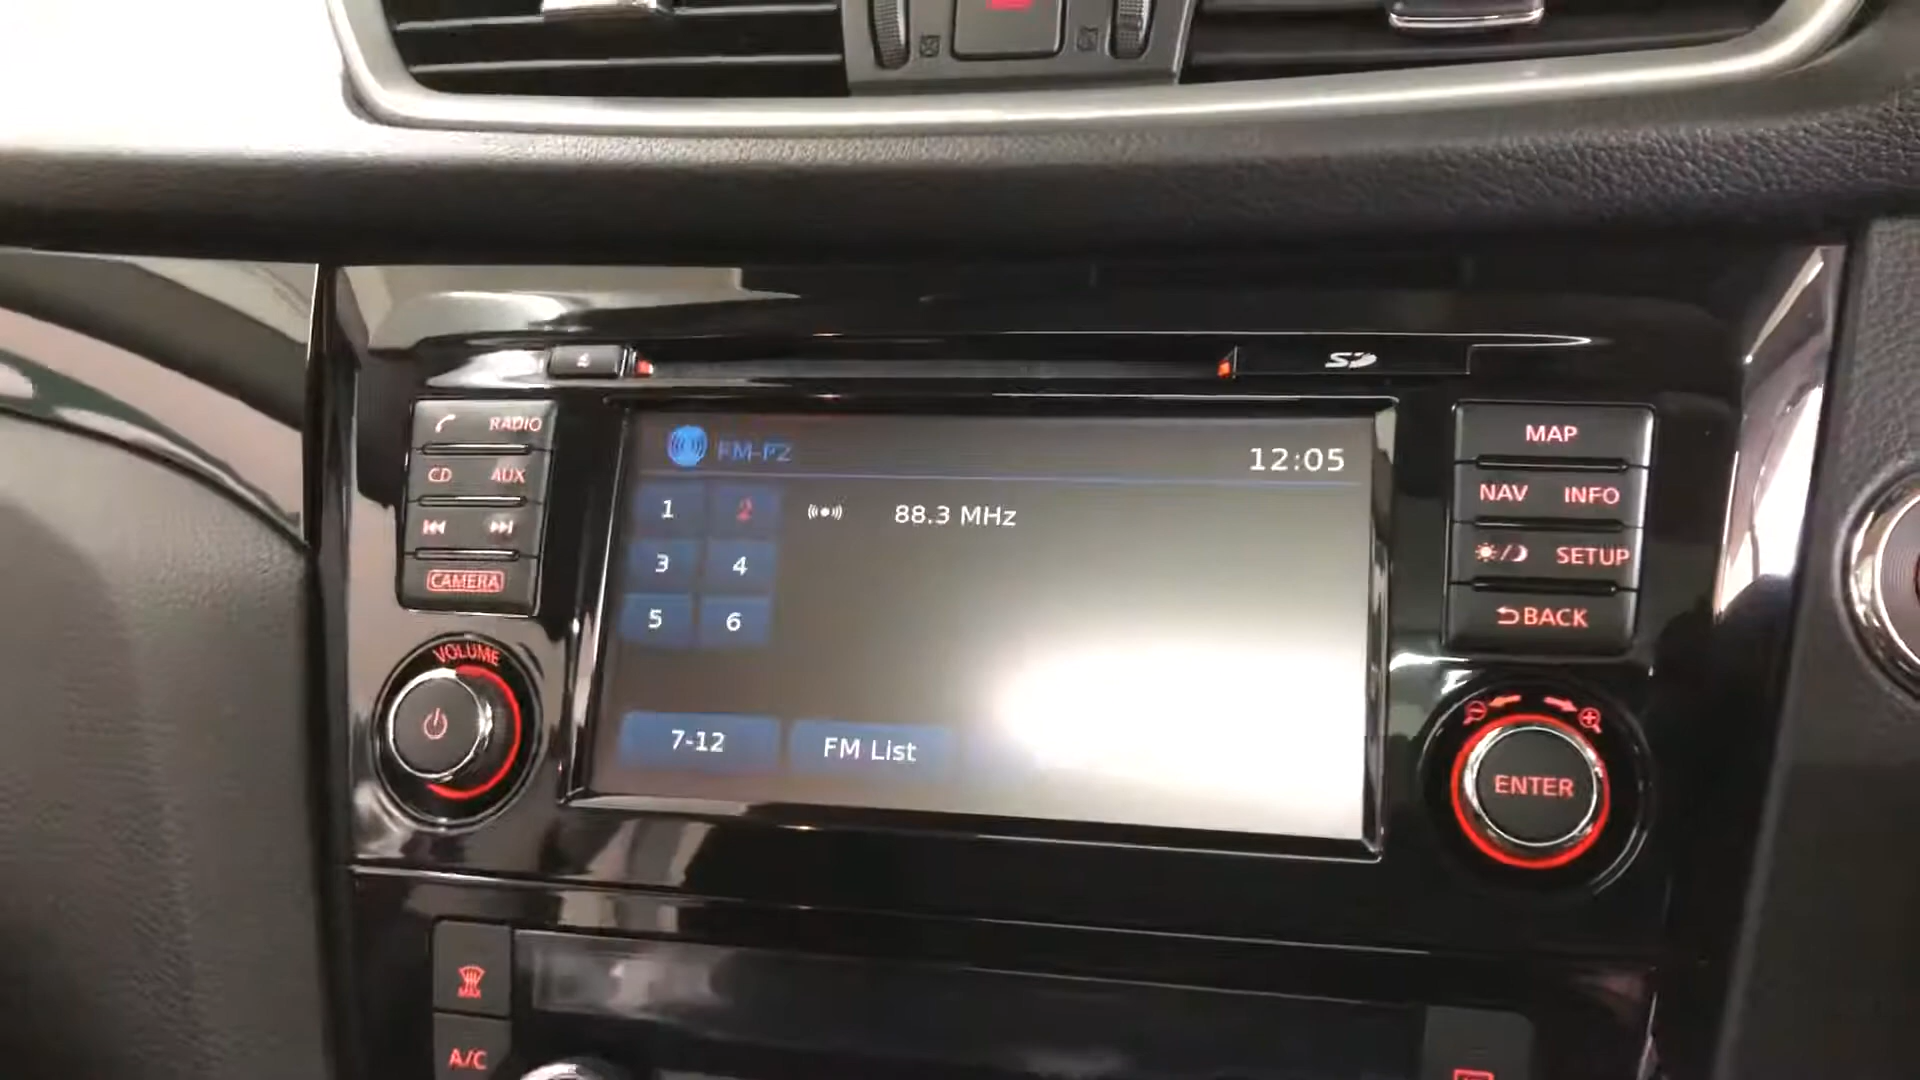 SD
RADIO
CD AUX
CAMERA
VOLUME
FM-P2
12:05
1 2
88.3 MHz
3 4
5 6
7-12
FM List
MAP
NAV INFO
SETUP
BACK
ENTER
MAX
A/C